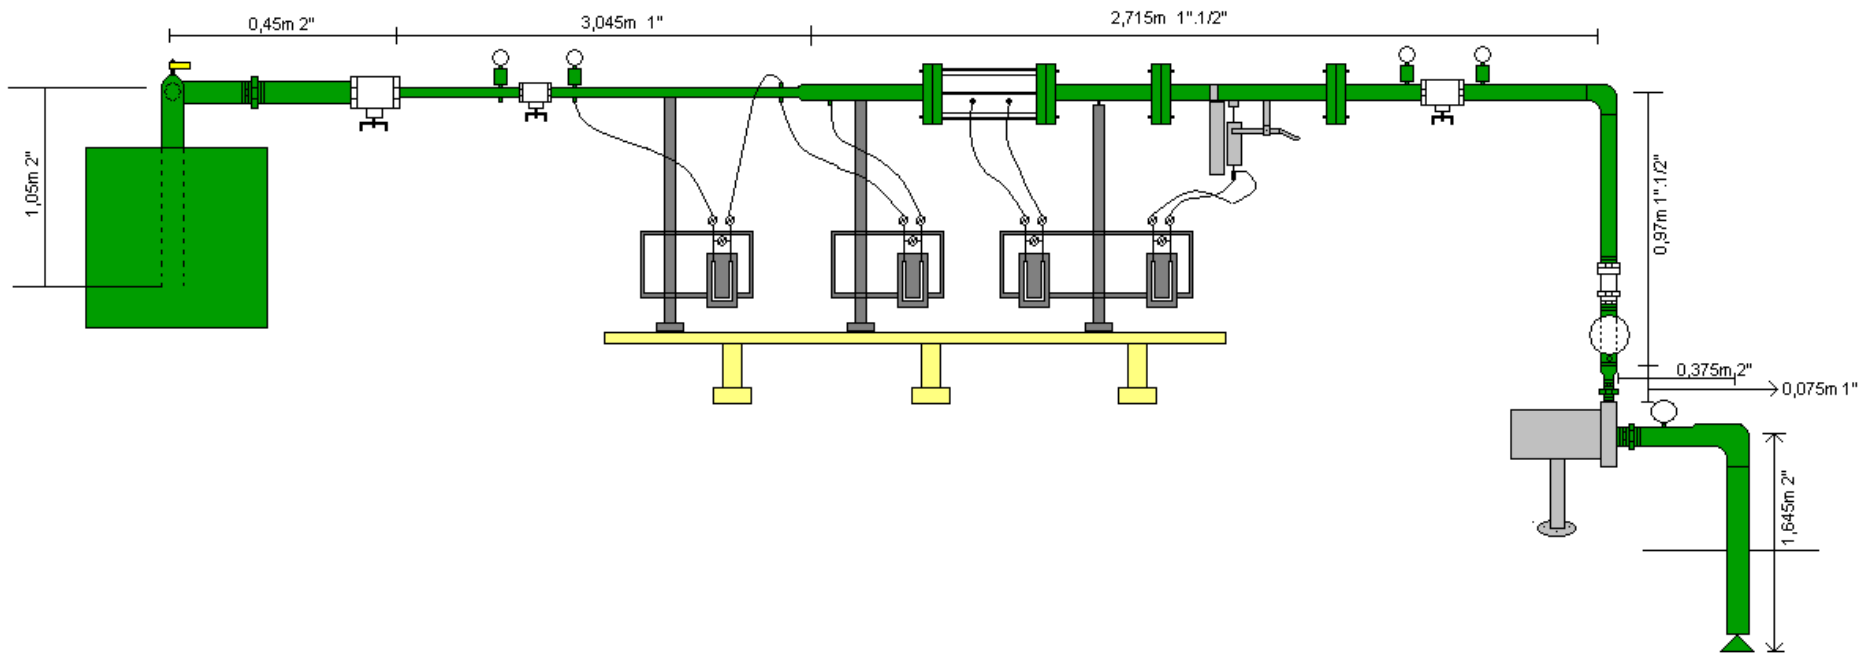 0,45m 2"
3,045m 1"
2,715m 1".1/2"
1,05m 2"
0,97m 1".1/2"
0,375m 2"
0,075m 1"
1,645m 2"